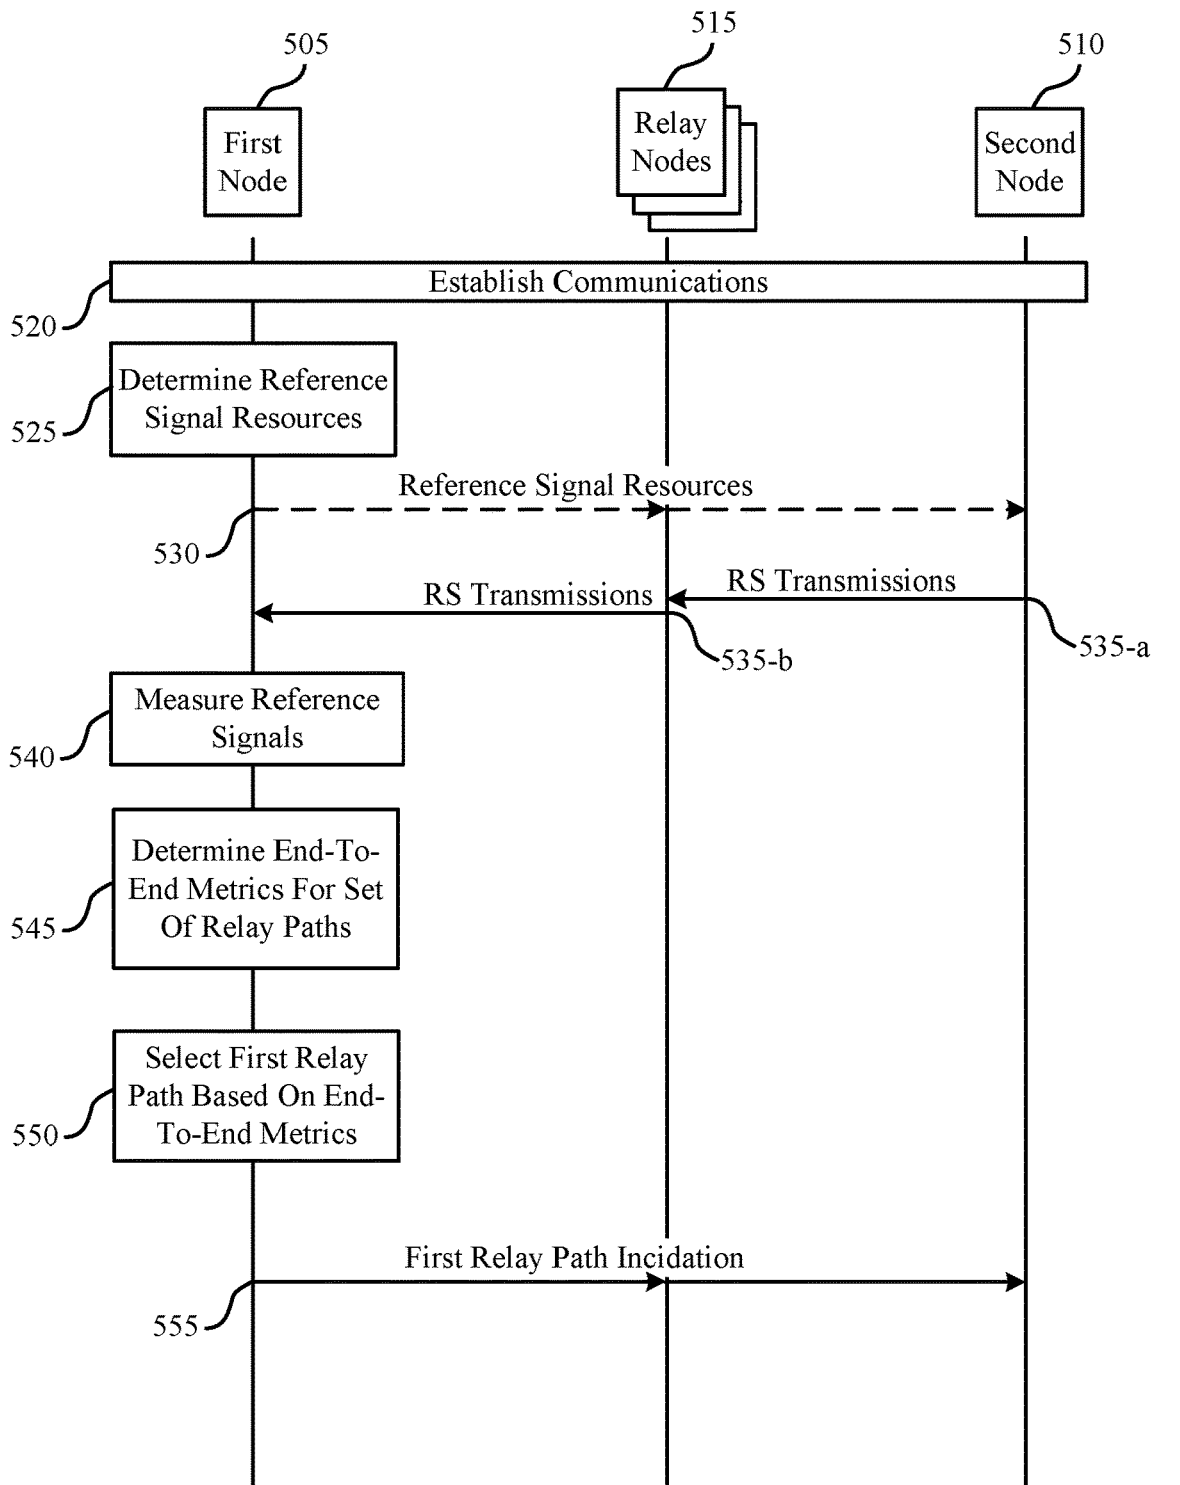 505
515
510
First
Node
Relay
Nodes
Second
Node
Establish Communications
520
Determine Reference
Signal Resources
525
Reference Signal Resources
530
RS Transmissions
RS Transmissions
535-a
535-b
Measure Reference
Signals
540
Determine End-To-
End Metrics For Set
Of Relay Paths
545
Select First Relay
Path Based On End-
To-End Metrics
550
First Relay Path Incidation
555